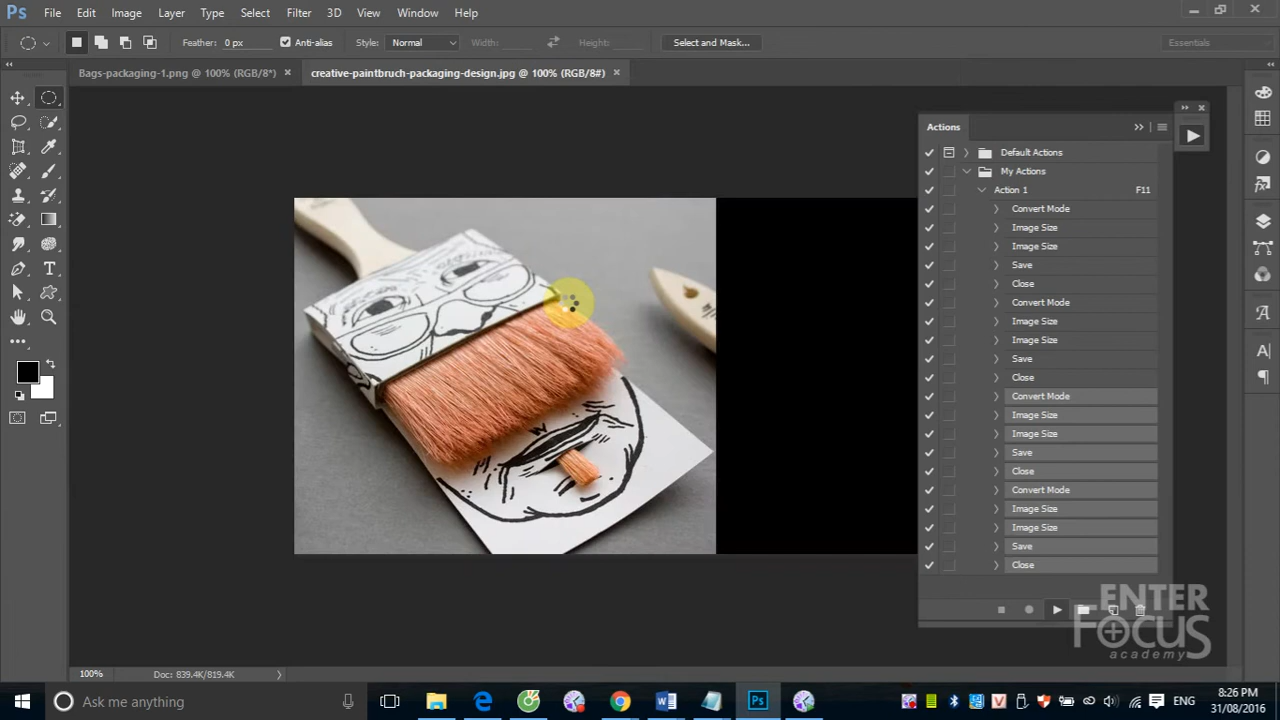 Ps File Edit Image Layer Type Select Filter 3D View Window Help
Feather: 0 px Anti-alias Style: Normal Width: Height: Select and Mask... Essentials
Bags-packaging-1.png @ 100% (RGB/8*) × creative-paintbruch-packaging-design.jpg @ 100% (RGB/8#) ×
Actions
Default Actions
My Actions
Action 1 F11
Convert Mode
Image Size
Image Size
Save
Close
Convert Mode
Image Size
Image Size
Save
Close
Convert Mode
Image Size
Image Size
Save
Close
Convert Mode
Image Size
Image Size
Save
Close
ENTER
FOCUS
academy
100% Doc: 839.4K/819.4K
Ask me anything
ENG
8:26 PM
31/08/2016